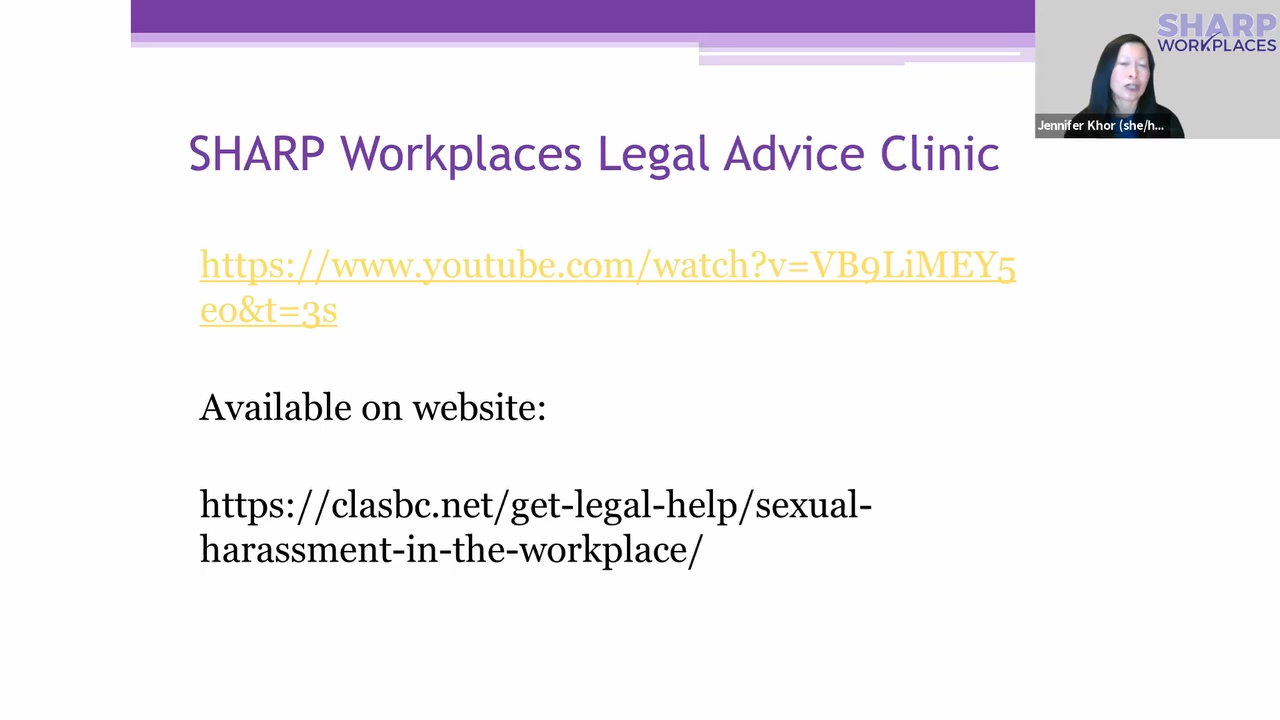 SHARP
WORKPLACES
Jennifer Khor (she/h...
SHARP Workplaces Legal Advice Clinic
https://www.youtube.com/watch?v=VB9LiMEY5
eo&t=3s
Available on website:
https://clasbc.net/get-legal-help/sexual-
harassment-in-the-workplace/